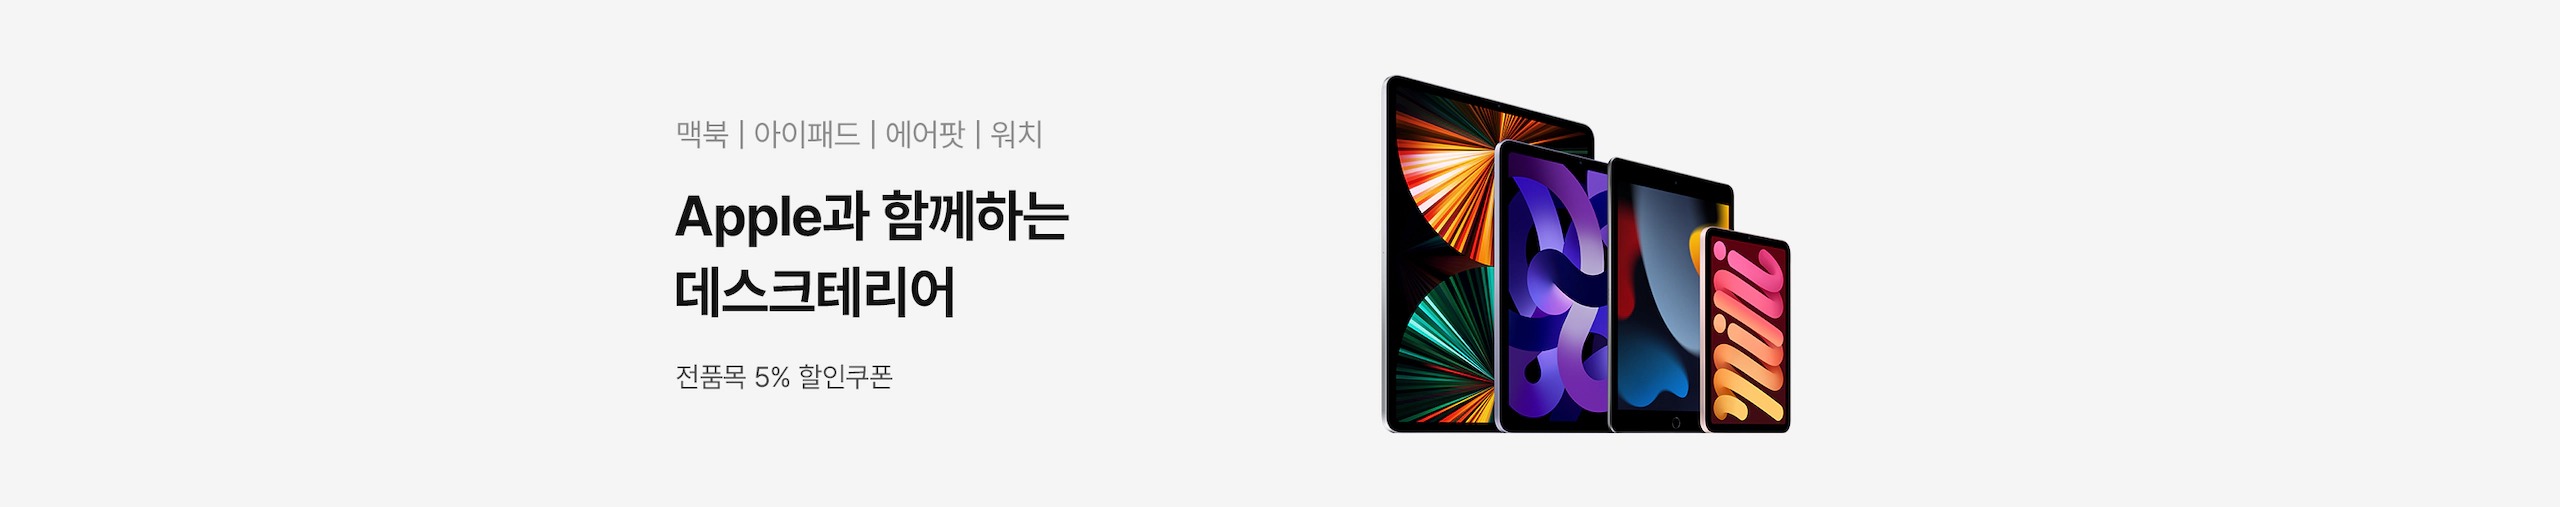 맥북 | 아이패드 | 에어팟 | 워치
Apple과 함께하는
데스크테리어
전품목 5% 할인쿠폰
mini